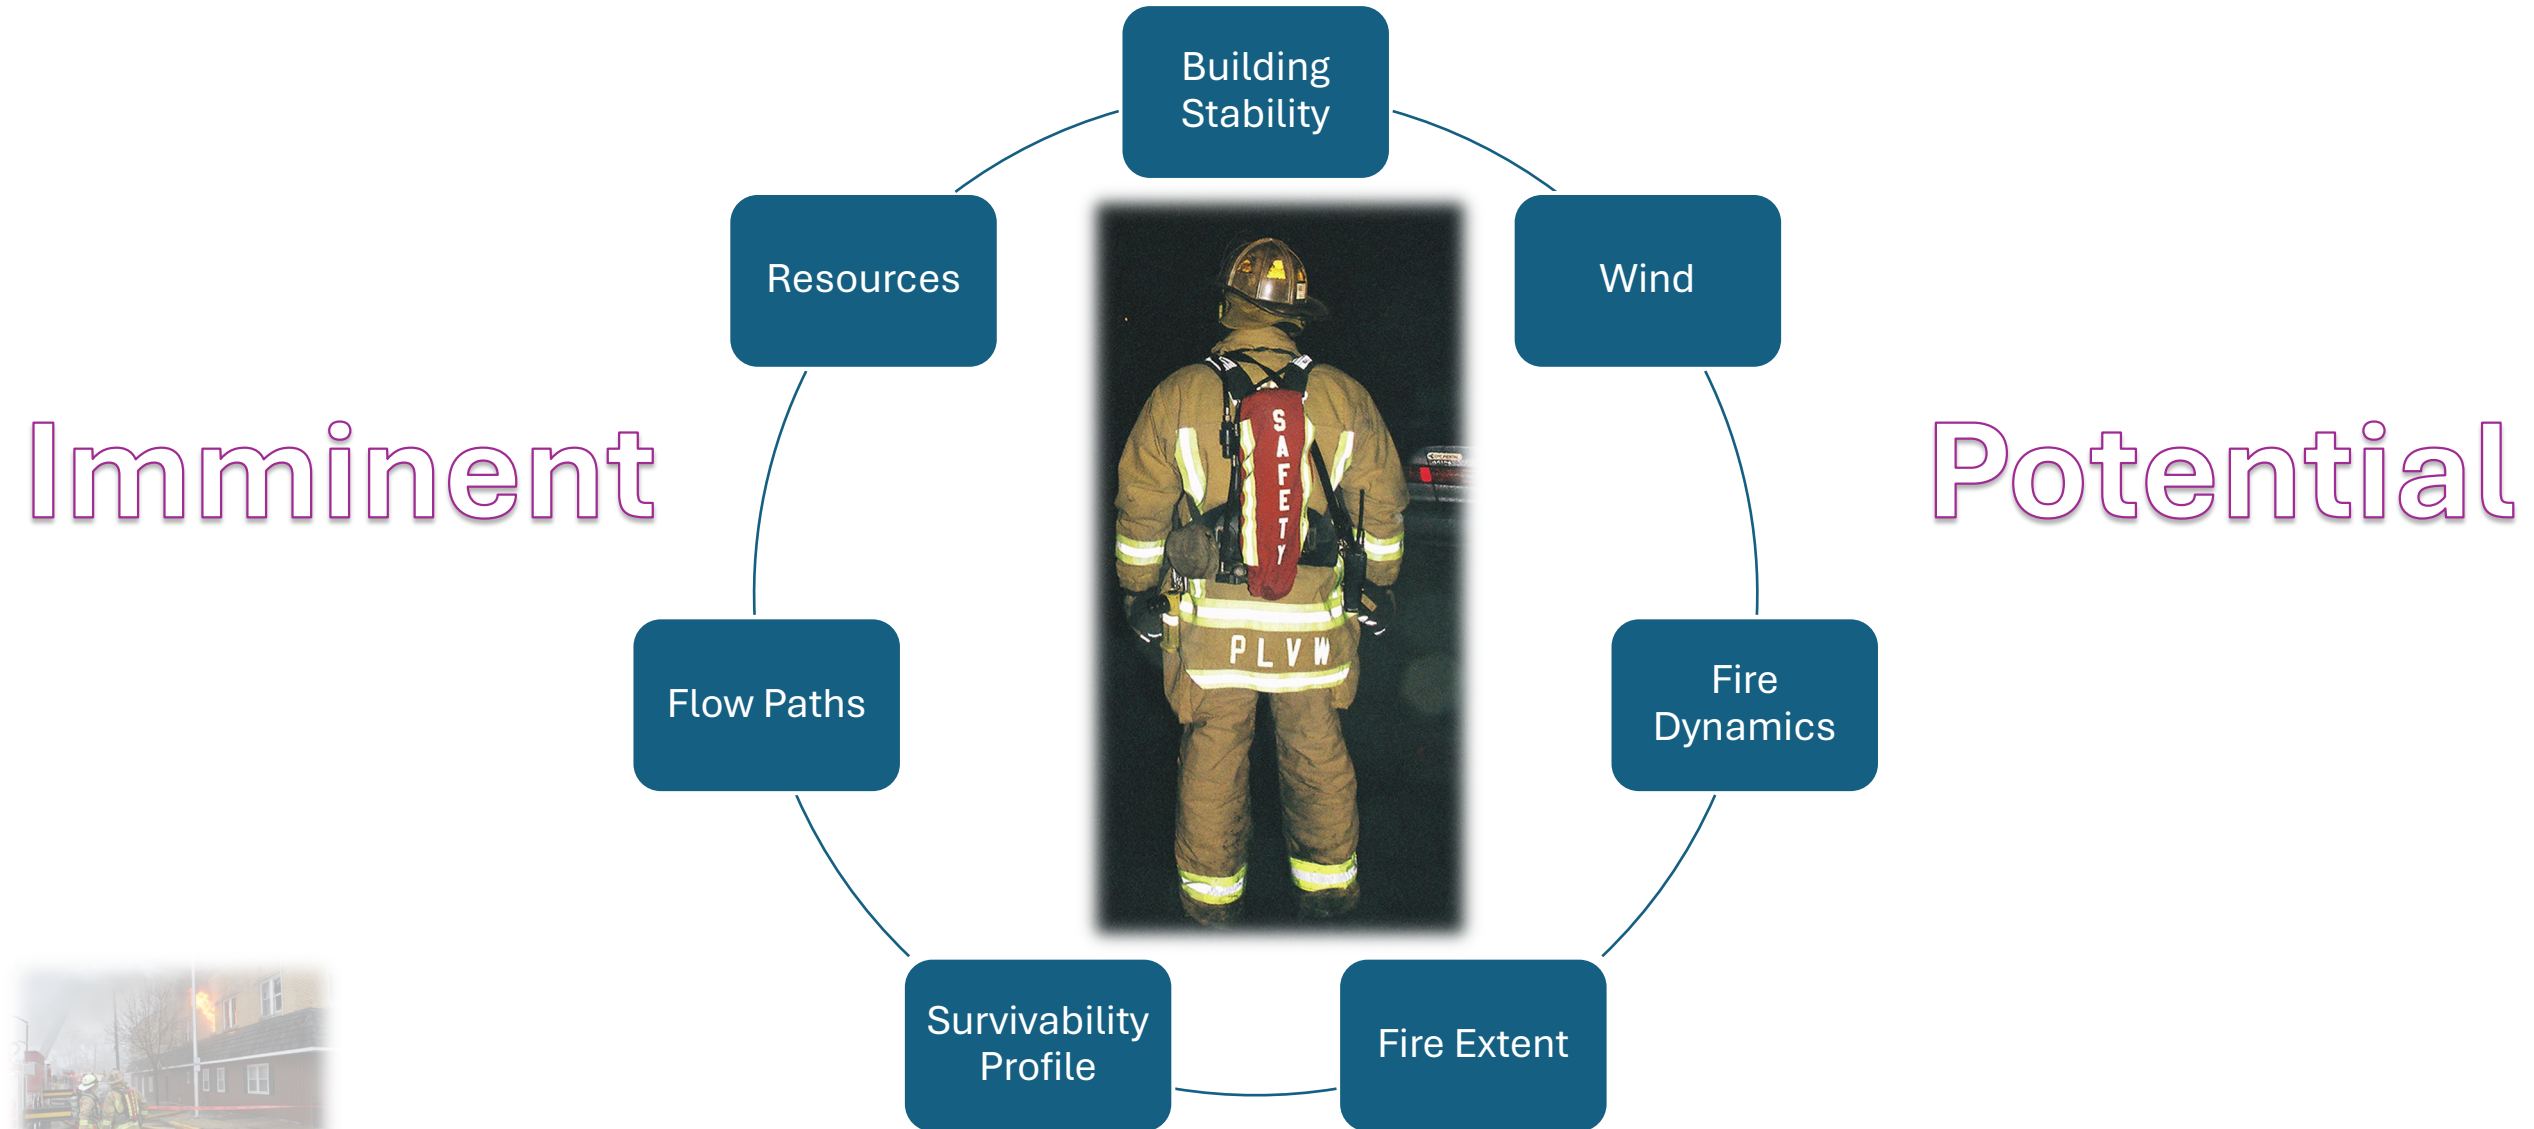 Building
Stability
Wind
Fire
Dynamics
Fire Extent
Survivability
Profile
Flow Paths
Resources
Imminent
Potential
SAFETY
PLVW